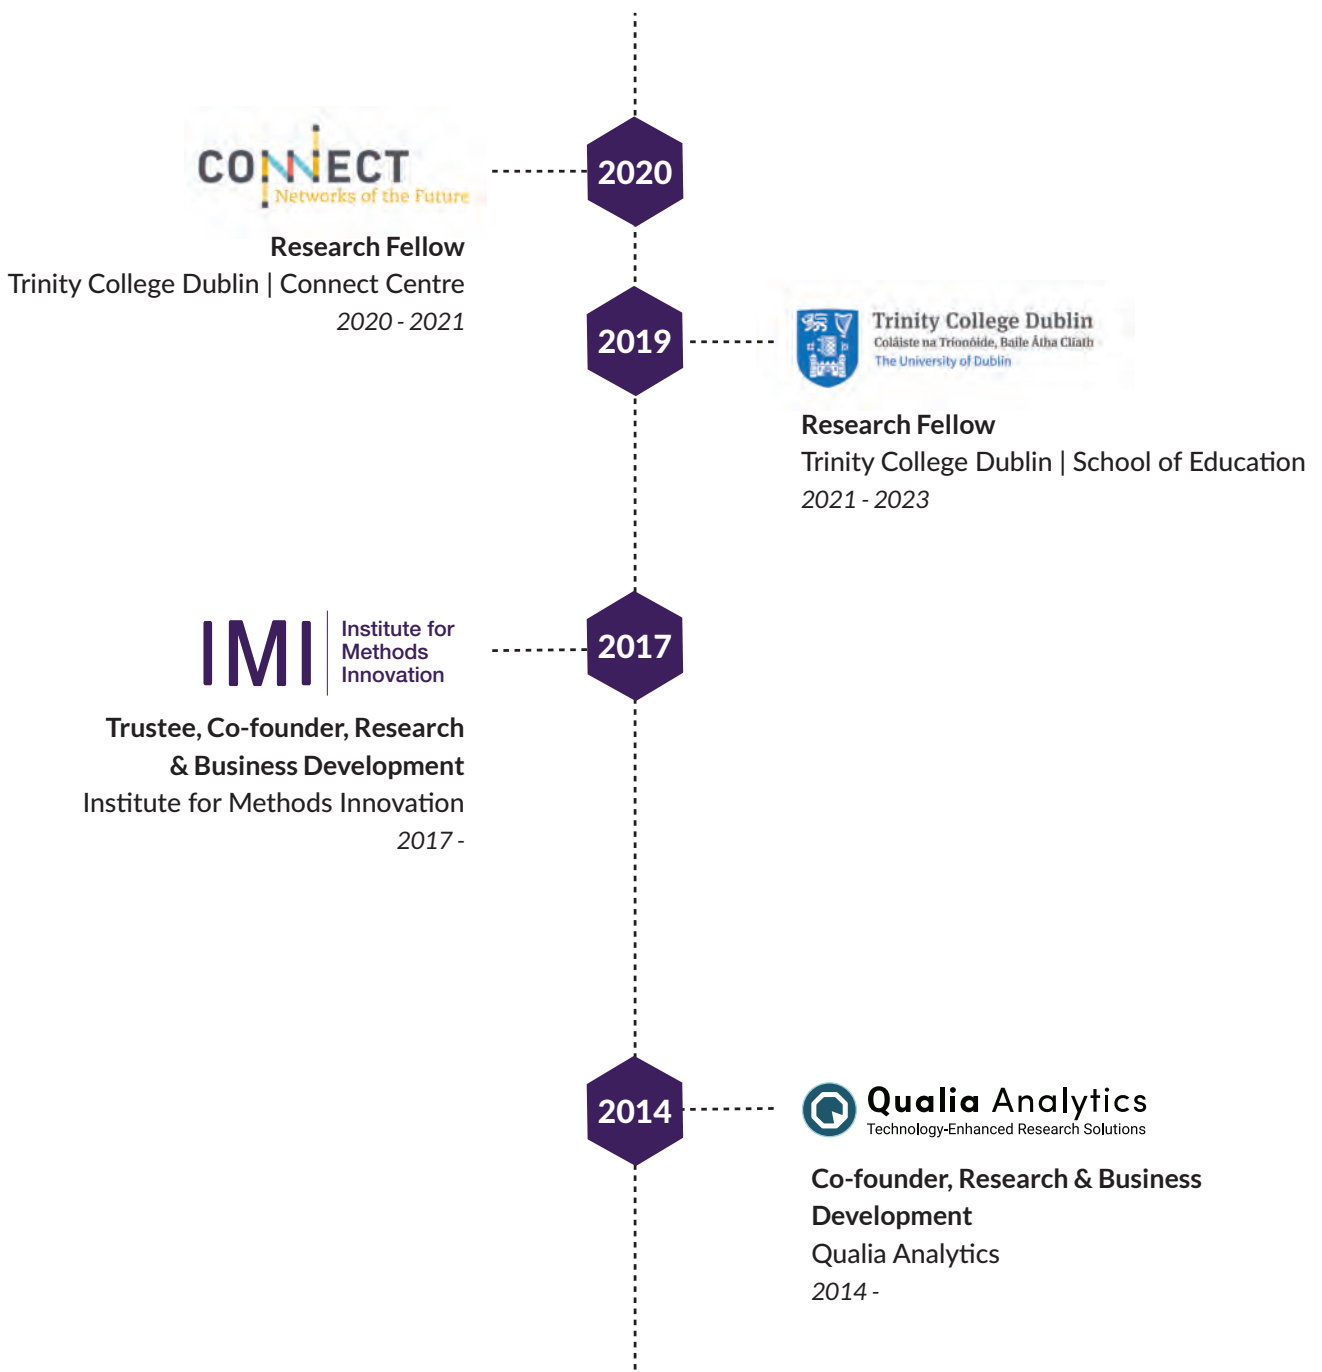 2020
CONNECT
Networks of the Future
Research Fellow
Trinity College Dublin | Connect Centre
2020 - 2021
2019
Trinity College Dublin
Coláiste na Tríonóide, Baile Átha Cliath
The University of Dublin
Research Fellow
Trinity College Dublin | School of Education
2021 - 2023
2017
IMI
Institute for
Methods
Innovation
Trustee, Co-founder, Research
& Business Development
Institute for Methods Innovation
2017 -
2014
Qualia Analytics
Technology-Enhanced Research Solutions
Co-founder, Research & Business
Development
Qualia Analytics
2014 -